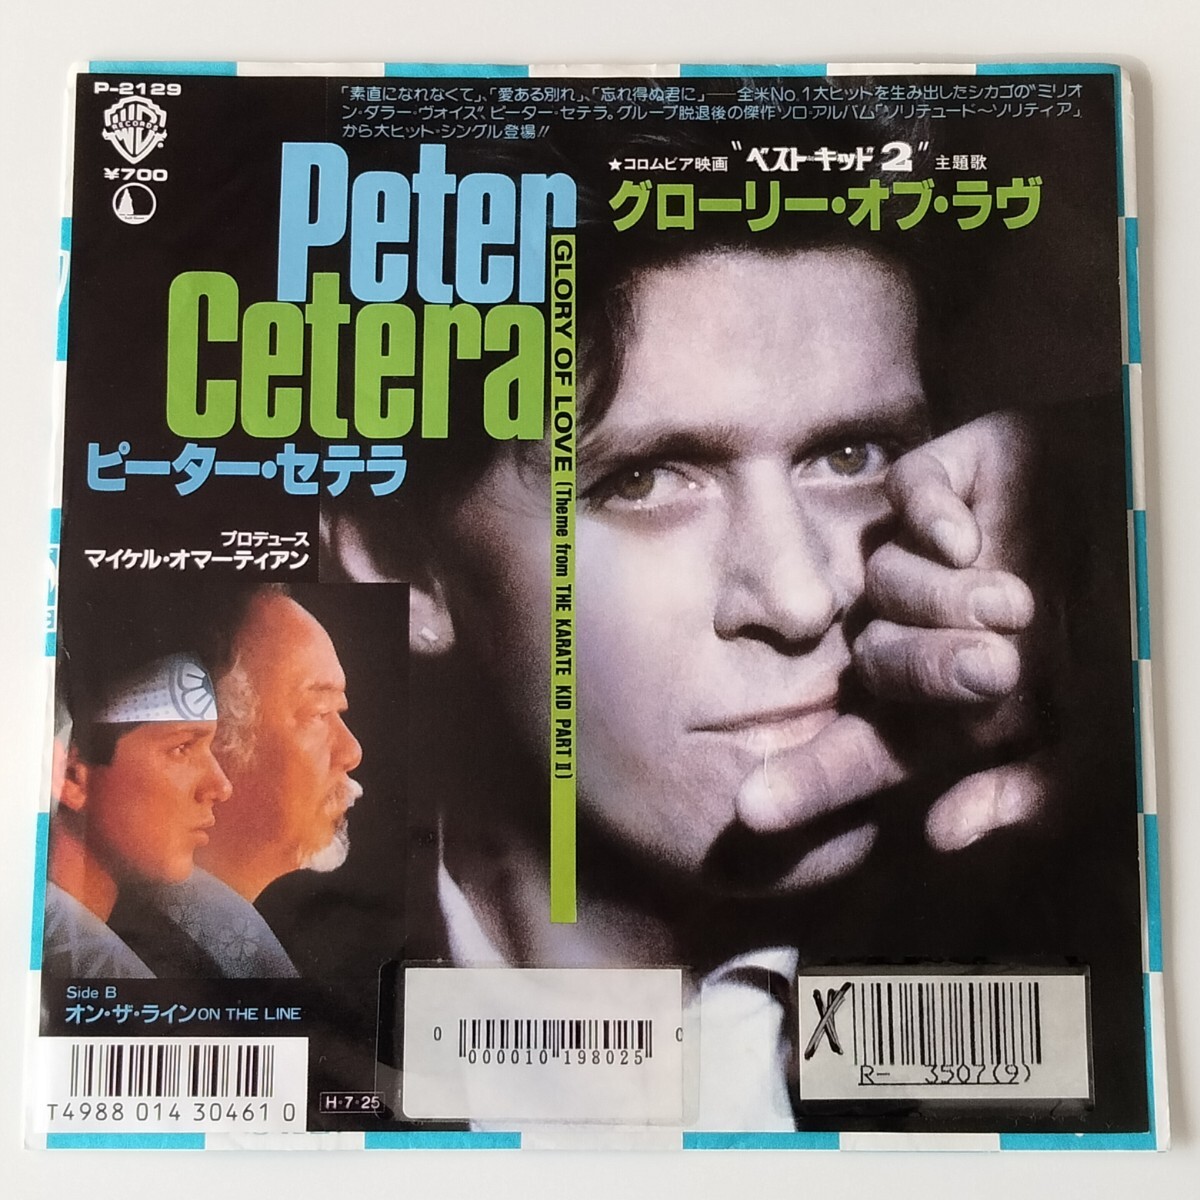 P-2129
RECORDS
¥700
「素直になれなくて」、「愛ある別れ」、「忘れ得ぬ君に」──全米No.1大ヒットを生み出したシカゴの“ミリオ
ン・ダラー・ヴォイス”、ピーター・セテラ。グループ脱退後の傑作ソロ・アルバム「ソリテュード〜ソリティア」
から大ヒット・シングル登場!!
★コロムビア映画 “ベスト・キッド2” 主題歌
グローリー・オブ・ラヴ
Peter
Cetera
GLORY OF LOVE (Theme from THE KARATE KID PART II)
ピーター・セテラ
プロデュース
マイケル・オマーティアン
Side B
オン・ザ・ライン ON THE LINE
T4988 014 30461 0
H・7・25
0 000010 198025 0
X
R- 3507(9)